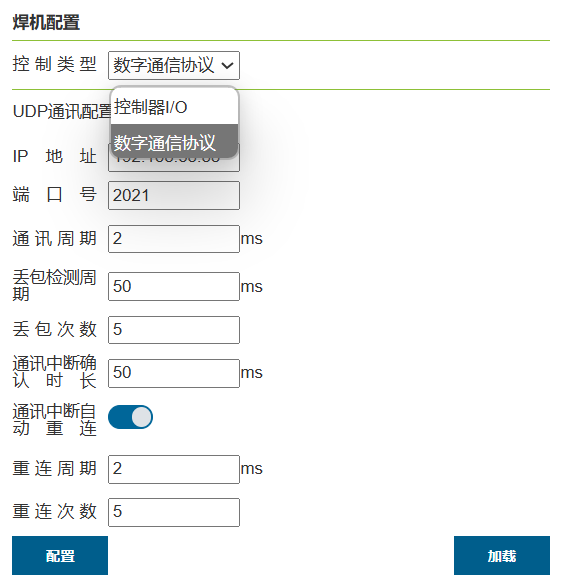 焊机配置
控制类型 数字通信协议
控制器I/O
UDP通讯配置
数字通信协议
IP地址
端口号 2021
通讯周期 2 ms
丢包检测周
期 50 ms
丢包次数 5
通讯中断确
认时长 50 ms
通讯中断自
动重连
重连周期 2 ms
重连次数 5
配置 加载